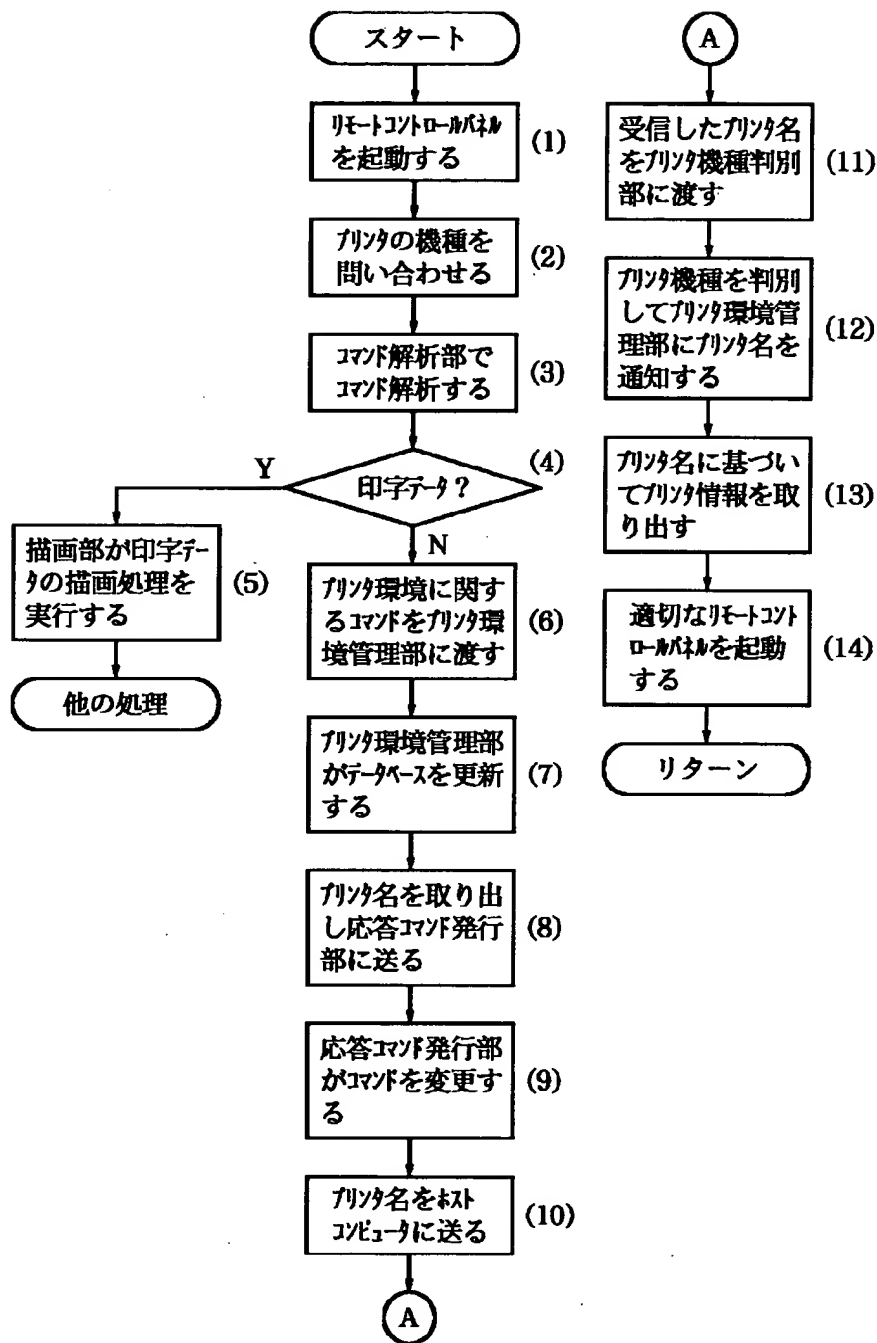 スタート
リモートコントロールパネル
を起動する
(1)
プリンタの機種を
問い合わせる
(2)
コマンド解析部で
コマンド解析する
(3)
(4)
印字データ？
Y
N
描画部が印字デー
タの描画処理を
実行する
(5)
他の処理
プリンタ環境に関す
るコマンドをプリンタ環
境管理部に渡す
(6)
プリンタ環境管理部
がデータベースを更新
する
(7)
プリンタ名を取り出
し応答コマンド発行
部に送る
(8)
応答コマンド発行部
がコマンドを変更す
る
(9)
プリンタ名をホスト
コンピュータに送る
(10)
A
A
受信したプリンタ名
をプリンタ機種判別
部に渡す
(11)
プリンタ機種を判別
してプリンタ環境管
理部にプリンタ名を
通知する
(12)
プリンタ名に基づい
てプリンタ情報を取
り出す
(13)
適切なリモートコント
ロールパネルを起動
する
(14)
リターン